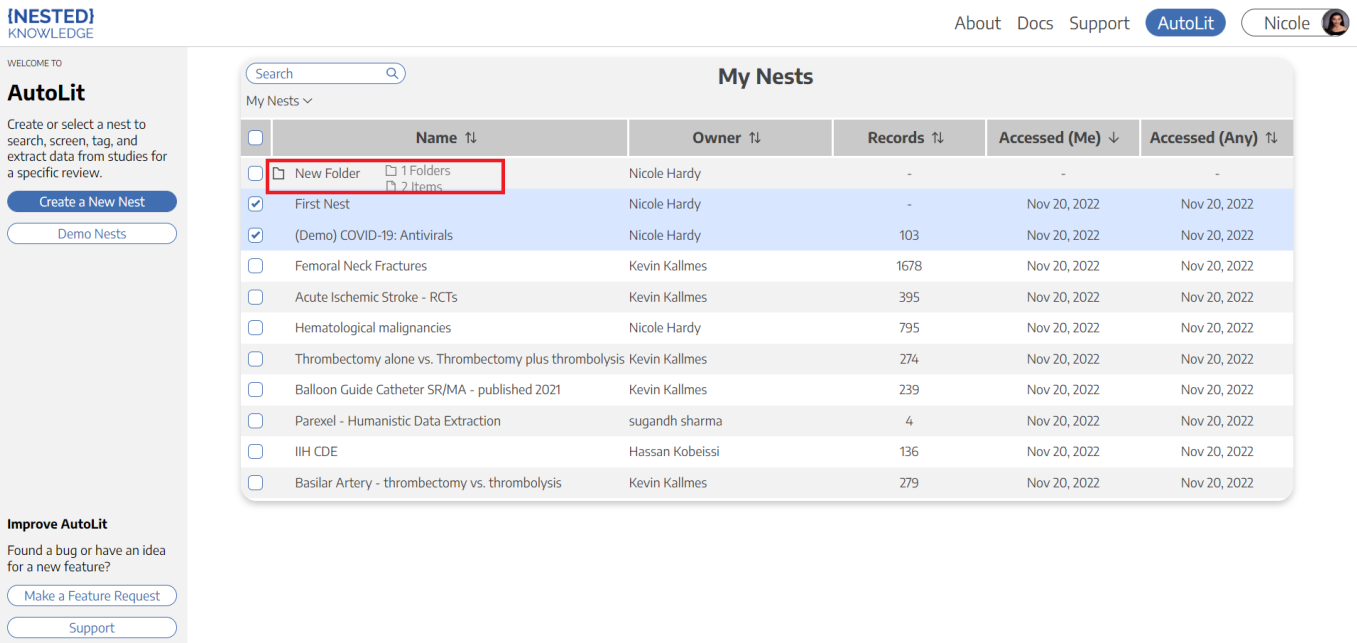 {NESTED}
KNOWLEDGE
About Docs Support AutoLit Nicole
WELCOME TO
AutoLit
Create or select a nest to
search, screen, tag, and
extract data from studies for
a specific review.
Create a New Nest
Demo Nests
Search
My Nests
My Nests
Name Owner Records Accessed (Me) Accessed (Any)
New Folder 1 Folders Nicole Hardy - - -
2 Items
First Nest Nicole Hardy - Nov 20, 2022 Nov 20, 2022
(Demo) COVID-19: Antivirals Nicole Hardy 103 Nov 20, 2022 Nov 20, 2022
Femoral Neck Fractures Kevin Kallmes 1678 Nov 20, 2022 Nov 20, 2022
Acute Ischemic Stroke - RCTs Kevin Kallmes 395 Nov 20, 2022 Nov 20, 2022
Hematological malignancies Nicole Hardy 795 Nov 20, 2022 Nov 20, 2022
Thrombectomy alone vs. Thrombectomy plus thrombolysis Kevin Kallmes 274 Nov 20, 2022 Nov 20, 2022
Balloon Guide Catheter SR/MA - published 2021 Kevin Kallmes 239 Nov 20, 2022 Nov 20, 2022
Parexel - Humanistic Data Extraction sugandh sharma 4 Nov 20, 2022 Nov 20, 2022
IIH CDE Hassan Kobeissi 136 Nov 20, 2022 Nov 20, 2022
Basilar Artery - thrombectomy vs. thrombolysis Kevin Kallmes 279 Nov 20, 2022 Nov 20, 2022
Improve AutoLit
Found a bug or have an idea
for a new feature?
Make a Feature Request
Support